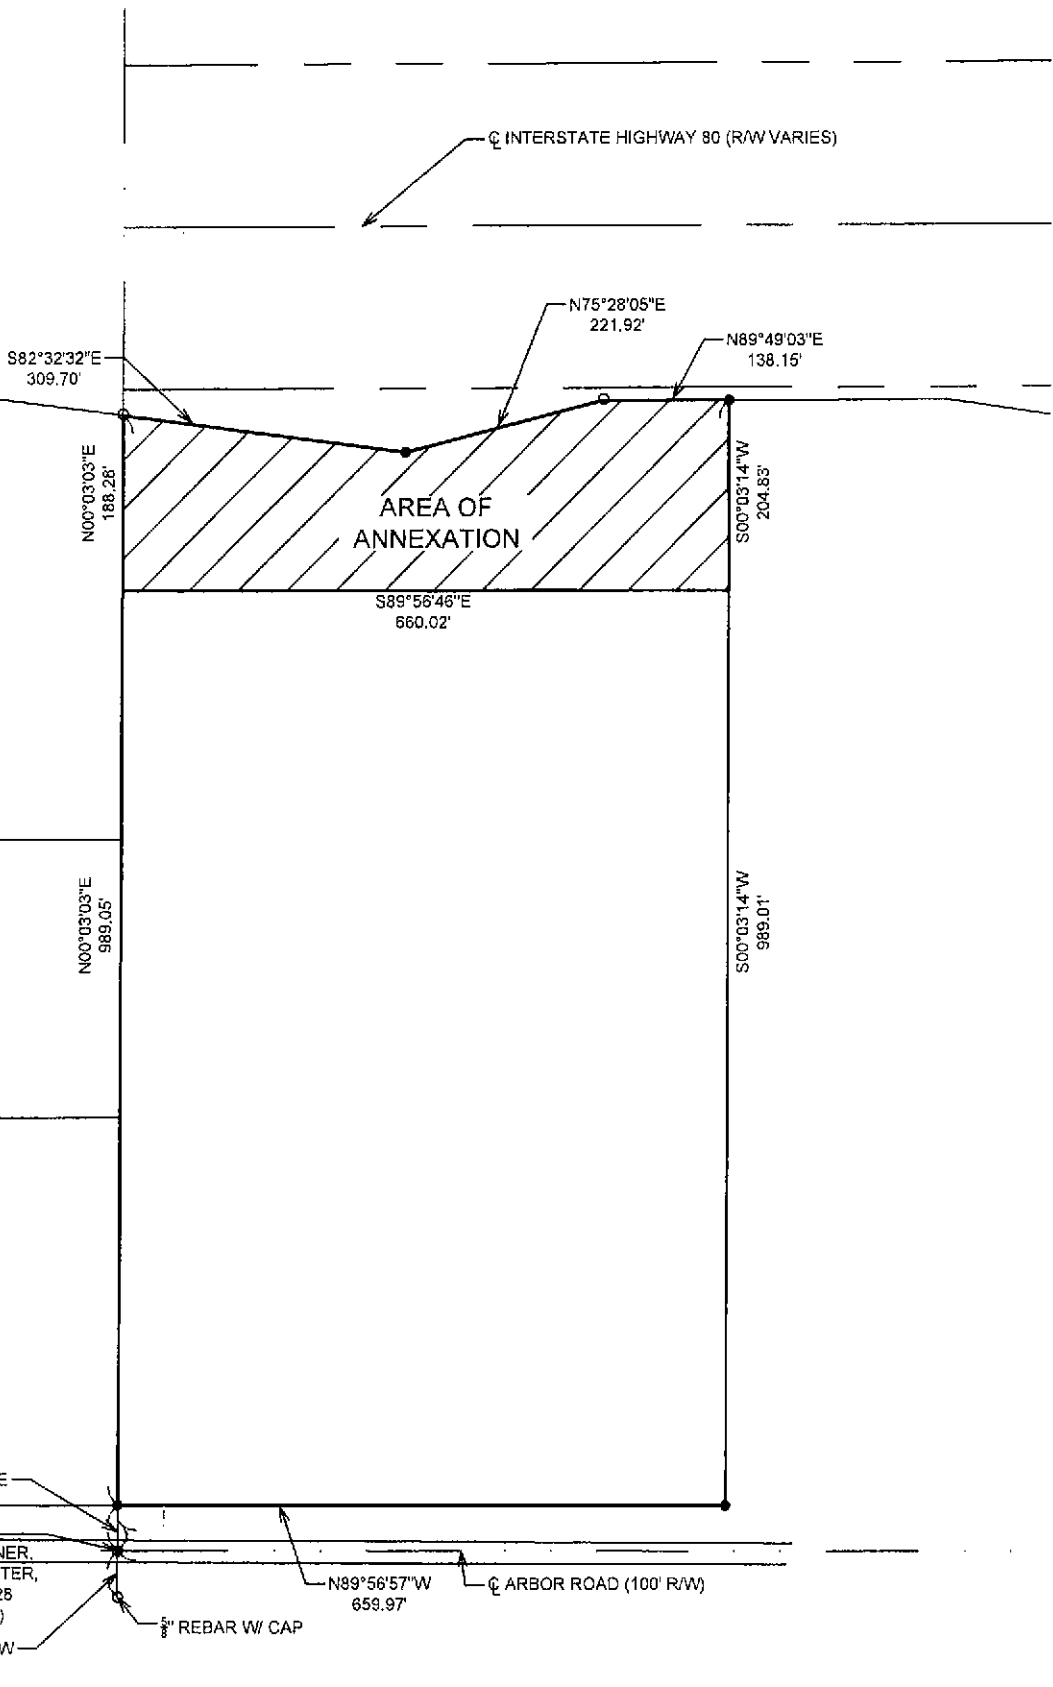 ℄ INTERSTATE HIGHWAY 80 (R/W VARIES)
N75°28'05"E
221.92'
N89°49'03"E
138.15'
S82°32'32"E
309.70'
N00°03'03"E
188.28'
S00°03'14"W
204.83'
AREA OF
ANNEXATION
S89°56'46"E
660.02'
N00°03'03"E
989.05'
S00°03'14"W
989.01'
E
NER,
TER,
28
)
W
N89°56'57"W
659.97'
℄ ARBOR ROAD (100' R/W)
⅝" REBAR W/ CAP